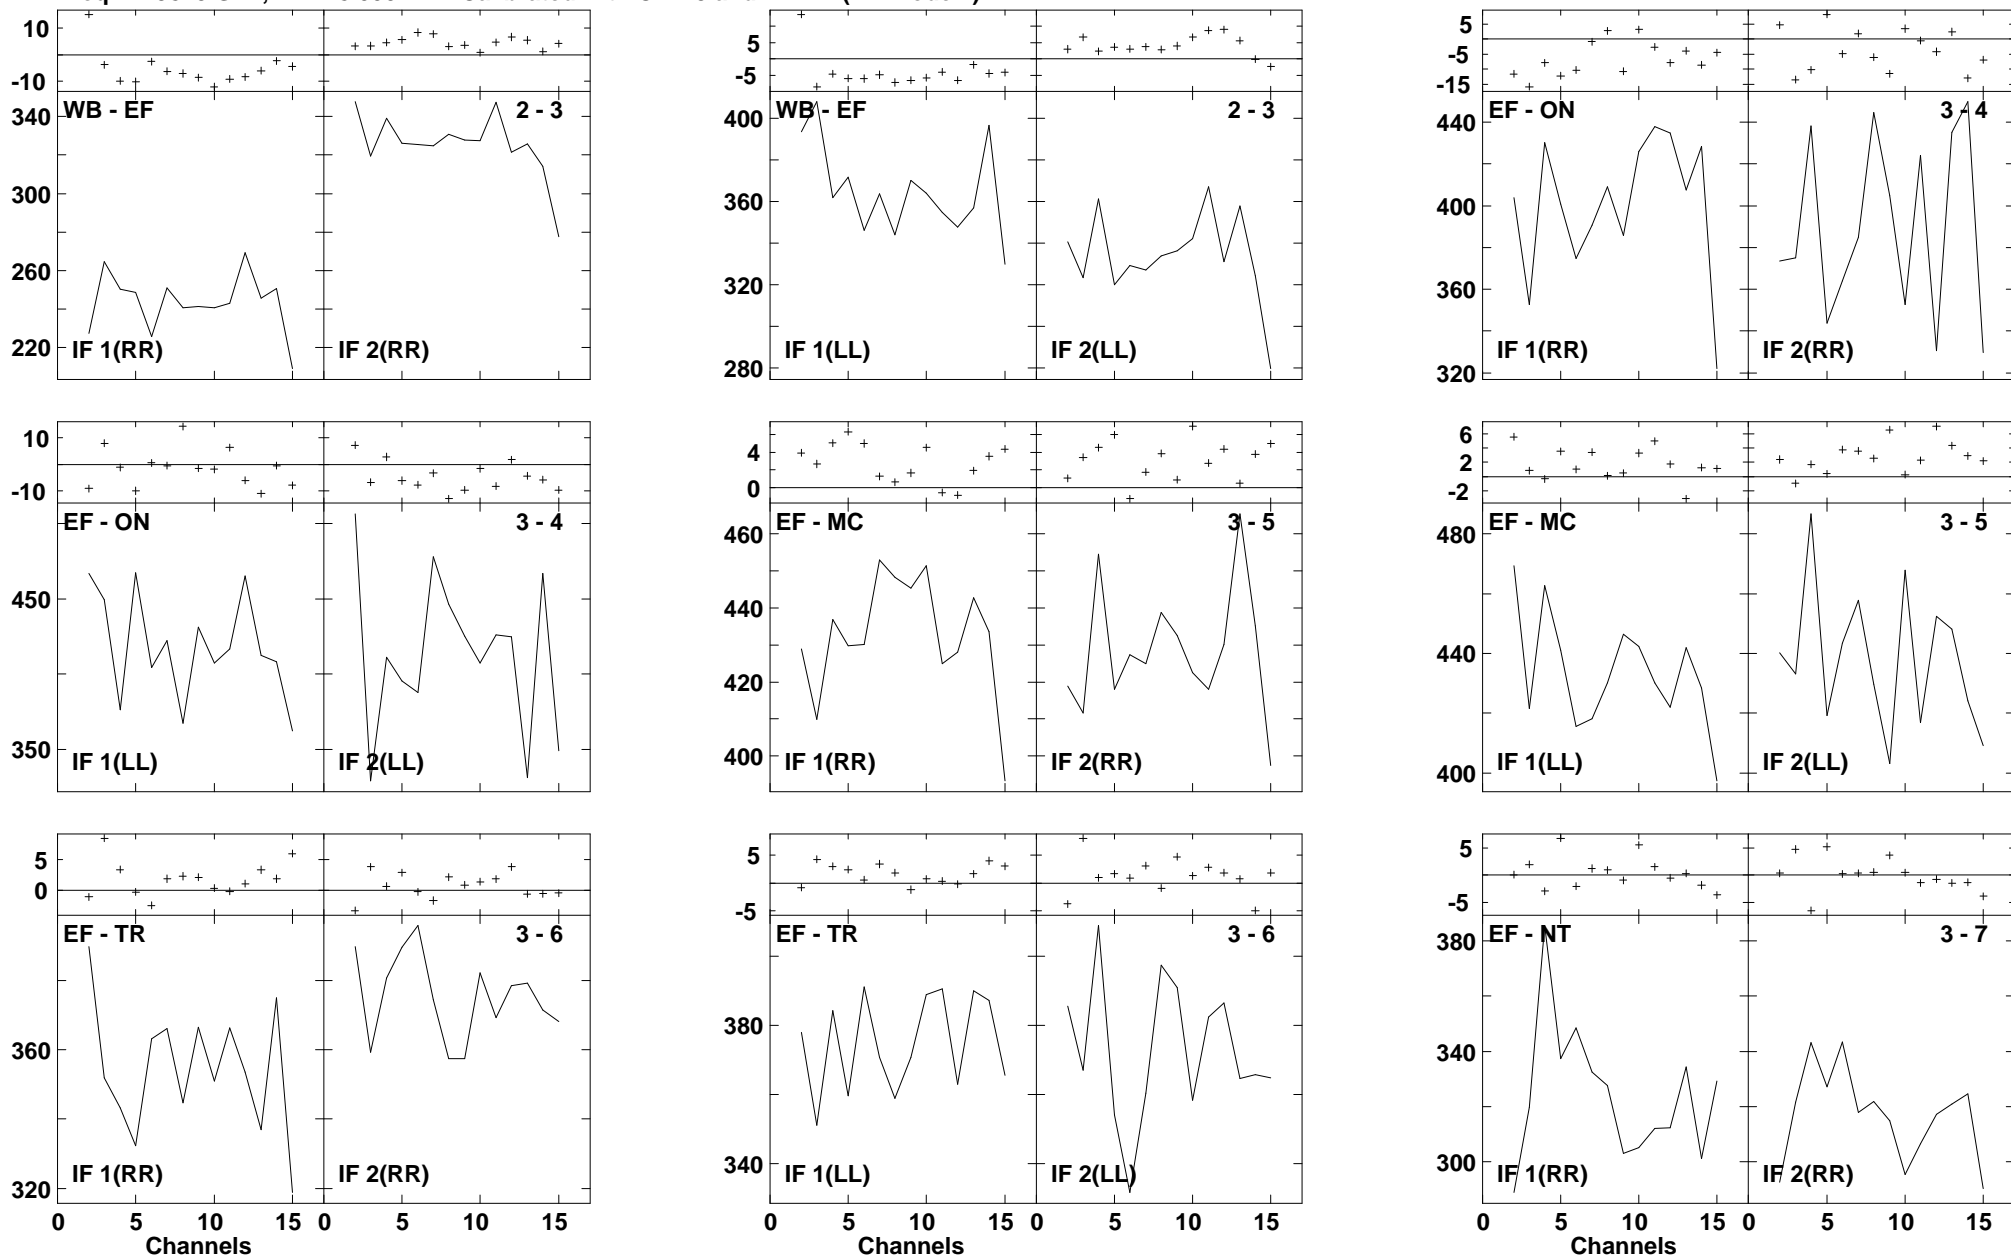 10
-10
WB - EF 2 - 3
340
300
260
220
IF 1(RR) IF 2(RR)
5
-5
WB - EF 2 - 3
400
360
320
280
IF 1(LL) IF 2(LL)
5
-5
-15
EF - ON 3 - 4
440
400
360
320
IF 1(RR) IF 2(RR)
10
-10
EF - ON 3 - 4
450
350
IF 1(LL) IF 2(LL)
4
0
EF - MC 3 - 5
460
440
420
400
IF 1(RR) IF 2(RR)
6
2
-2
EF - MC 3 - 5
480
440
400
IF 1(LL) IF 2(LL)
5
0
EF - TR 3 - 6
360
320
IF 1(RR) IF 2(RR)
0 5 10 15 0 5 10 15
Channels
5
-5
EF - TR 3 - 6
380
340
IF 1(LL) IF 2(LL)
0 5 10 15 0 5 10 15
Channels
5
-5
EF - NT 3 - 7
380
340
300
IF 1(RR) IF 2(RR)
0 5 10 15 0 5 10 15
Channels